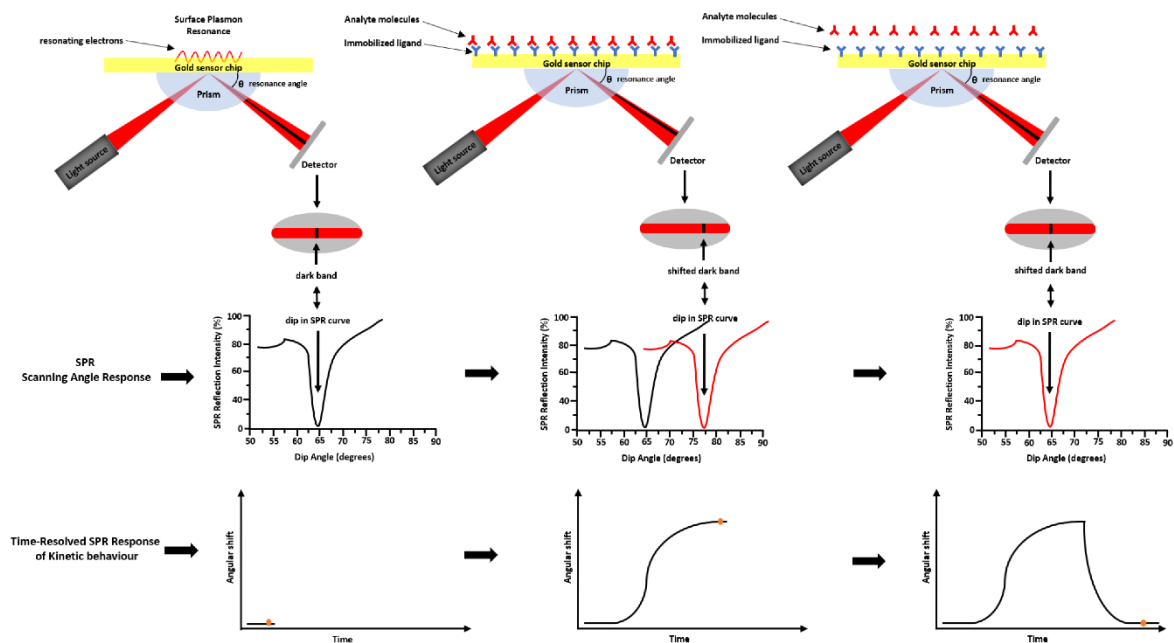 Surface Plasmon
Resonance
resonating electrons
Gold sensor chip
θ resonance angle
Prism
Light source
Detector
dark band
Analyte molecules
Immobilized ligand
Gold sensor chip
θ resonance angle
Prism
Light source
Detector
shifted dark band
Analyte molecules
Immobilized ligand
Gold sensor chip
θ resonance angle
Prism
Light source
Detector
shifted dark band
SPR
Scanning Angle Response
SPR Reflection Intensity (%)
100
80
60
40
20
0
dip in SPR curve
50 55 60 65 70 75 80 85 90
Dip Angle (degrees)
SPR Reflection Intensity (%)
100
80
60
40
20
0
dip in SPR curve
50 55 60 65 70 75 80 85 90
Dip Angle (degrees)
SPR Reflection Intensity (%)
100
80
60
40
20
0
dip in SPR curve
50 55 60 65 70 75 80 85 90
Dip Angle (degrees)
Time-Resolved SPR Response
of Kinetic behaviour
Angular shift
Time
Angular shift
Time
Angular shift
Time